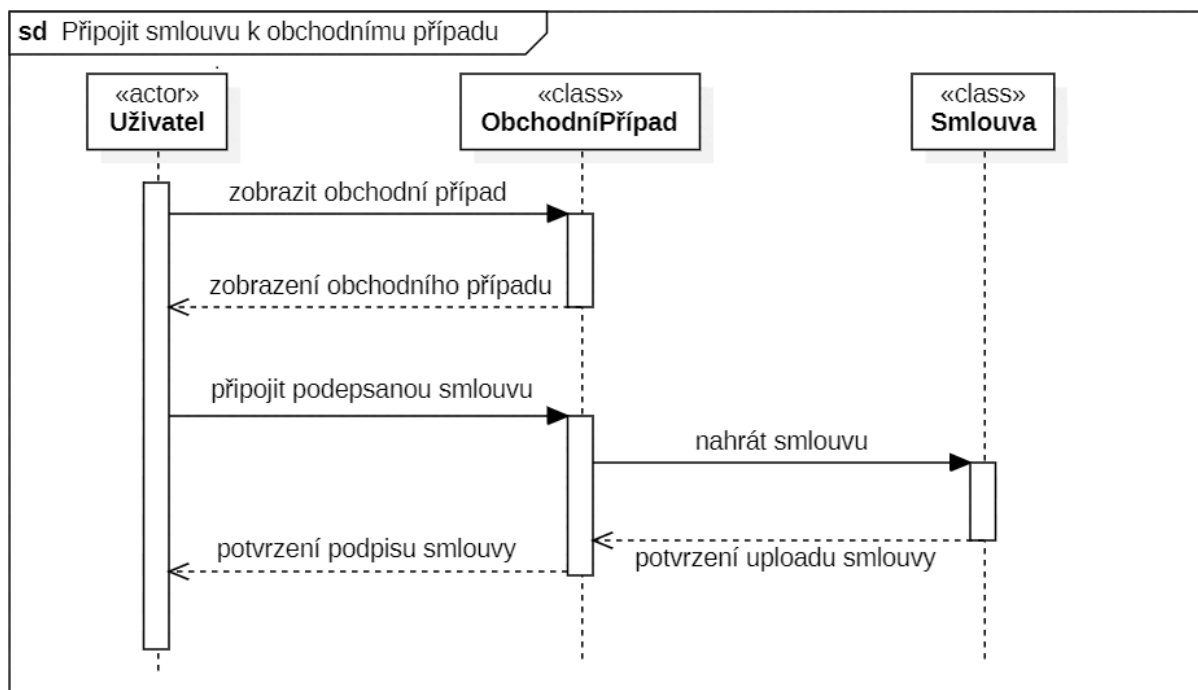 sd Připojit smlouvu k obchodnímu případu
«actor»
Uživatel
«class»
ObchodníPřípad
«class»
Smlouva
zobrazit obchodní případ
zobrazení obchodního případu
připojit podepsanou smlouvu
nahrát smlouvu
potvrzení podpisu smlouvy
potvrzení uploadu smlouvy